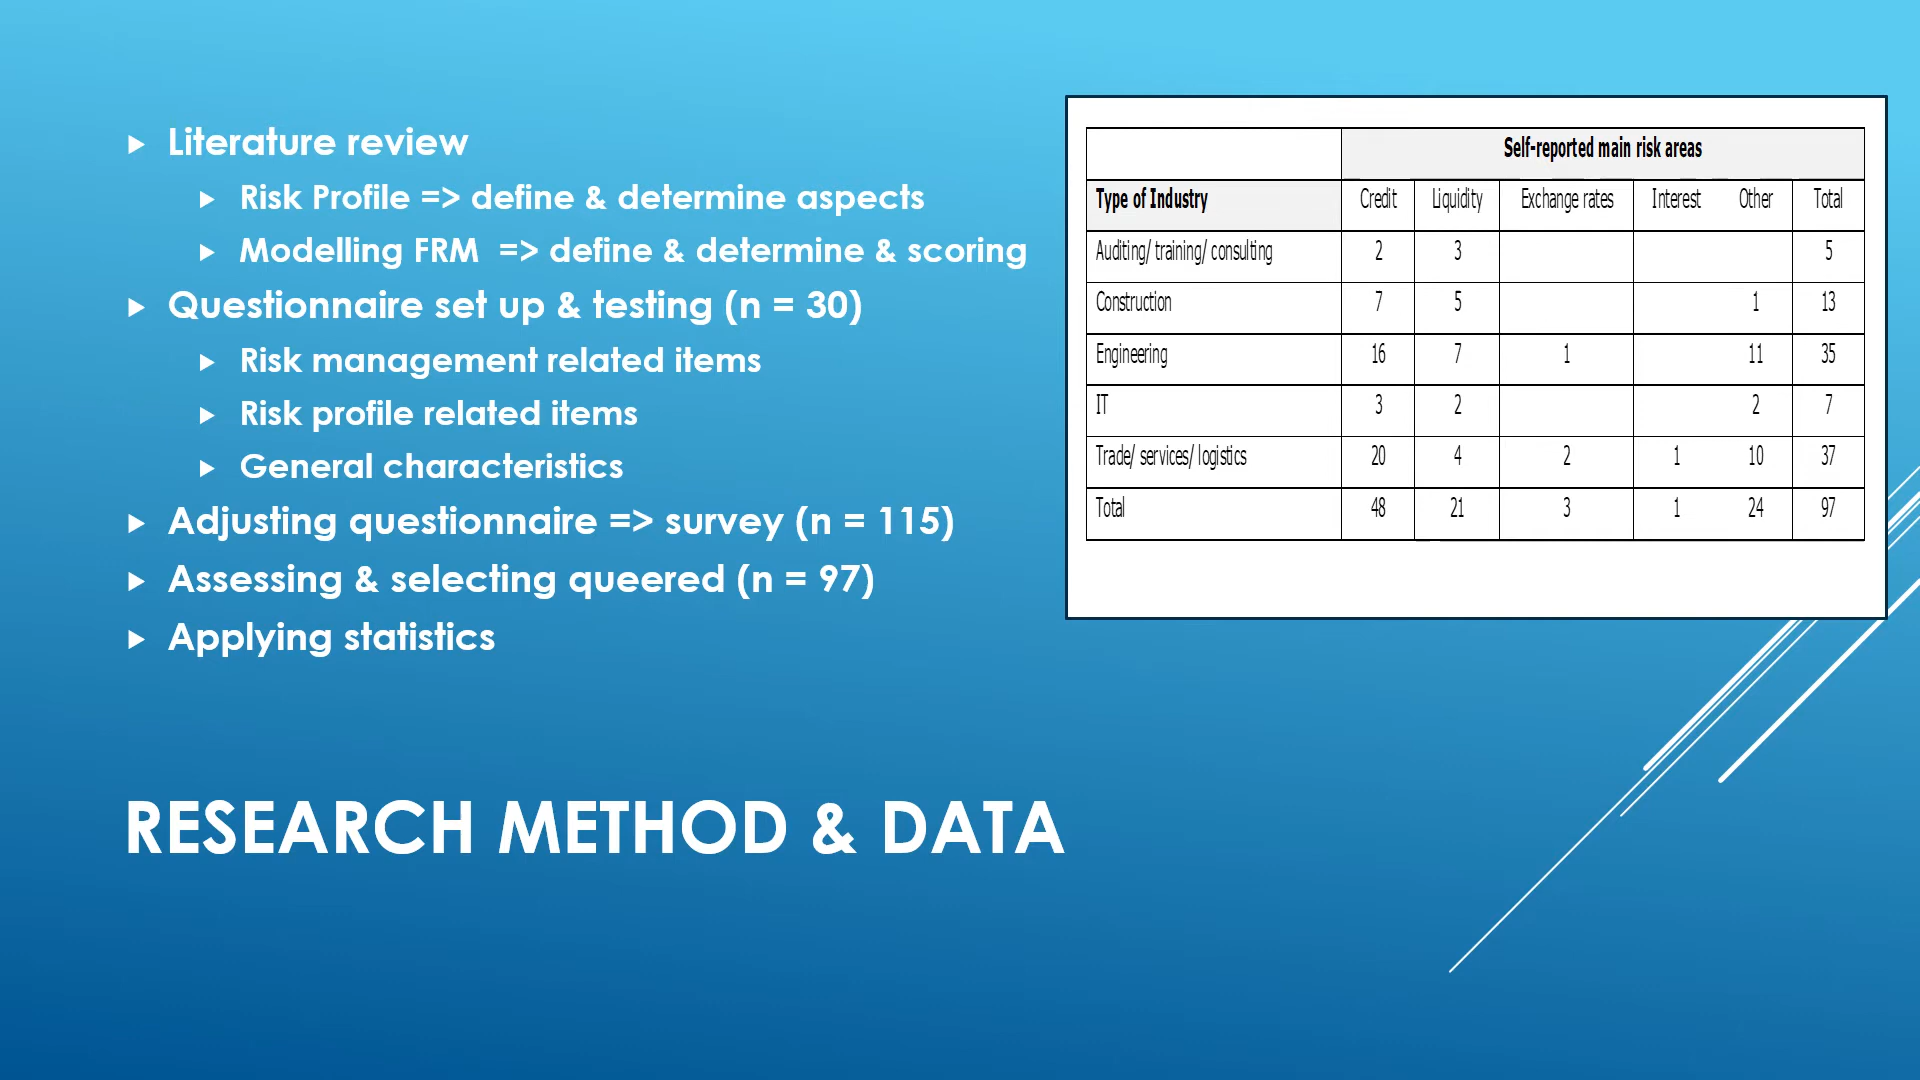 Literature review
Risk Profile => define & determine aspects
Modelling FRM => define & determine & scoring
Questionnaire set up & testing (n = 30)
Risk management related items
Risk profile related items
General characteristics
Adjusting questionnaire => survey (n = 115)
Assessing & selecting queered (n = 97)
Applying statistics
Self-reported main risk areas
Type of Industry Credit Liquidity Exchange rates Interest Other Total
Auditing/ training/ consulting 2 3 5
Construction 7 5 1 13
Engineering 16 7 1 11 35
IT 3 2 2 7
Trade/ services/ logistics 20 4 2 1 10 37
Total 48 21 3 1 24 97
RESEARCH METHOD & DATA